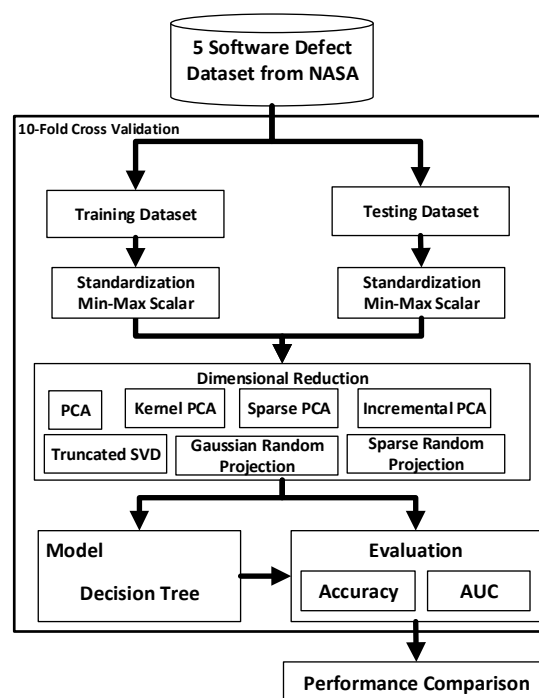 5 Software Defect
Dataset from NASA
10-Fold Cross Validation
Training Dataset
Testing Dataset
Standardization
Min-Max Scalar
Standardization
Min-Max Scalar
Dimensional Reduction
PCA
Kernel PCA
Sparse PCA
Incremental PCA
Truncated SVD
Gaussian Random
Projection
Sparse Random
Projection
Model
Decision Tree
Evaluation
Accuracy
AUC
Performance Comparison